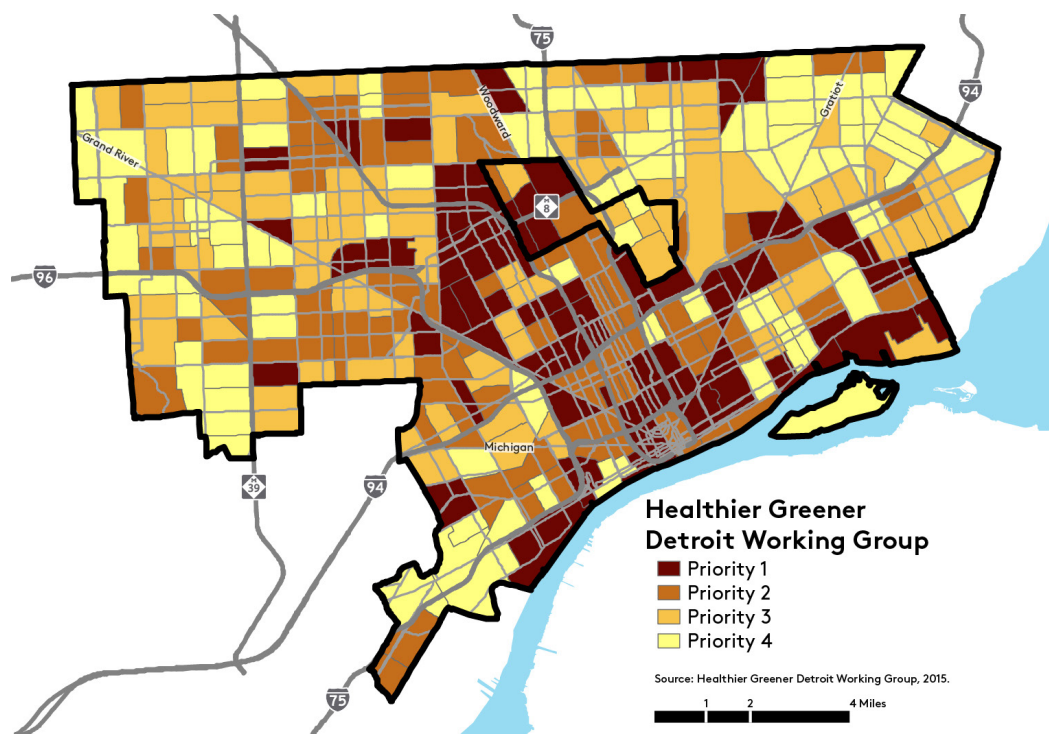 75
94
Woodward
Gratiot
Grand River
M
8
96
Michigan
M
39
94
75
Healthier Greener
Detroit Working Group
Priority 1
Priority 2
Priority 3
Priority 4
Source: Healthier Greener Detroit Working Group, 2015.
1 2 4 Miles